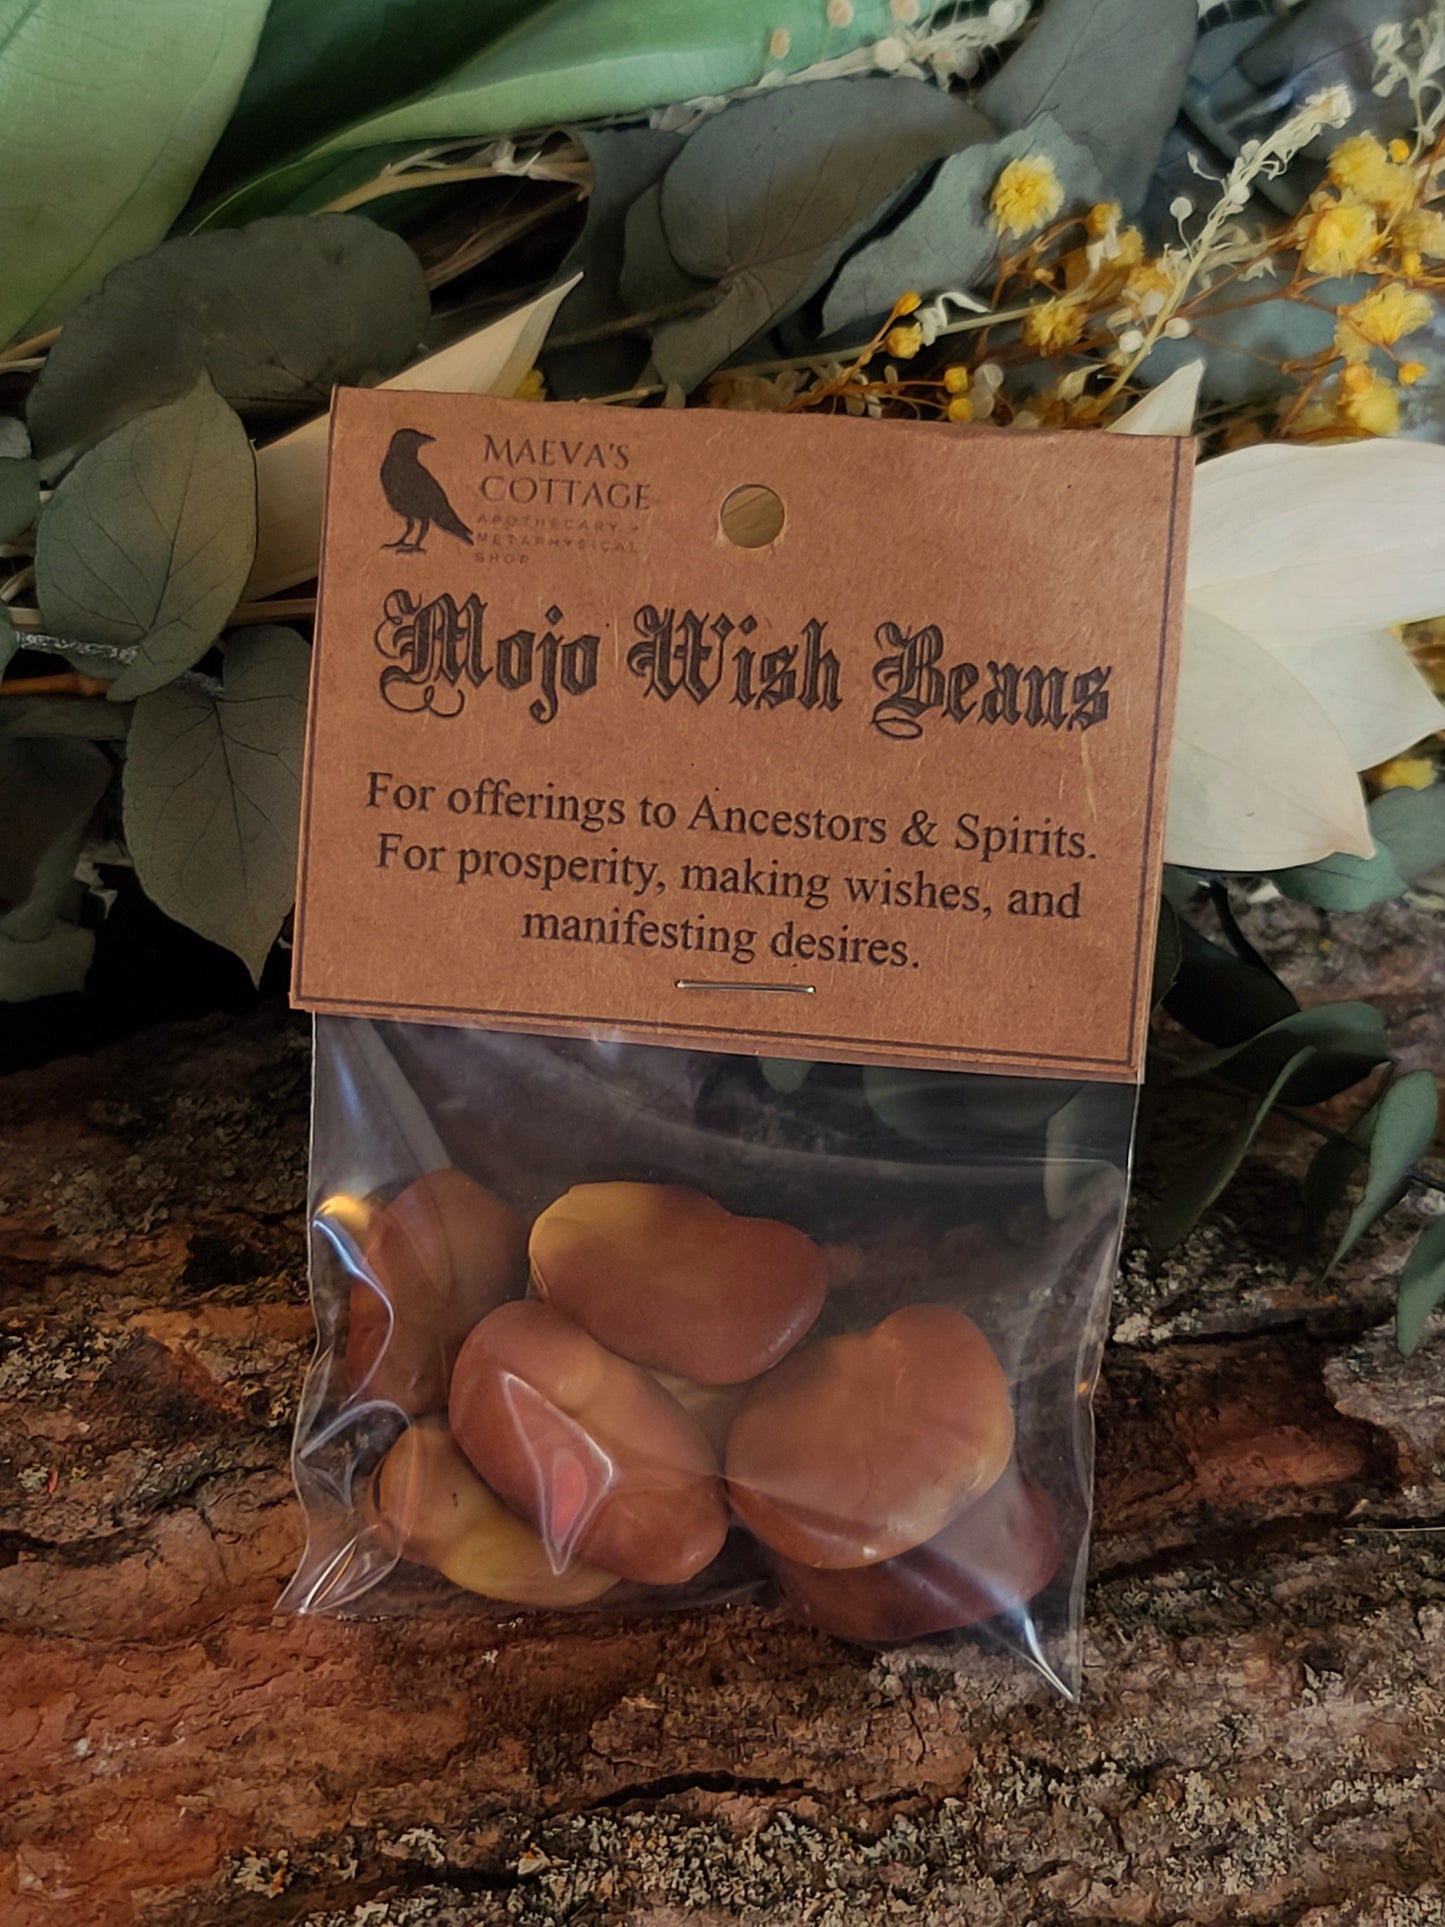 MAEVA'S
COTTAGE
APOTHECARY +
METAPHYSICAL
SHOP
Mojo Wish Beans
For offerings to Ancestors & Spirits.
For prosperity, making wishes, and
manifesting desires.